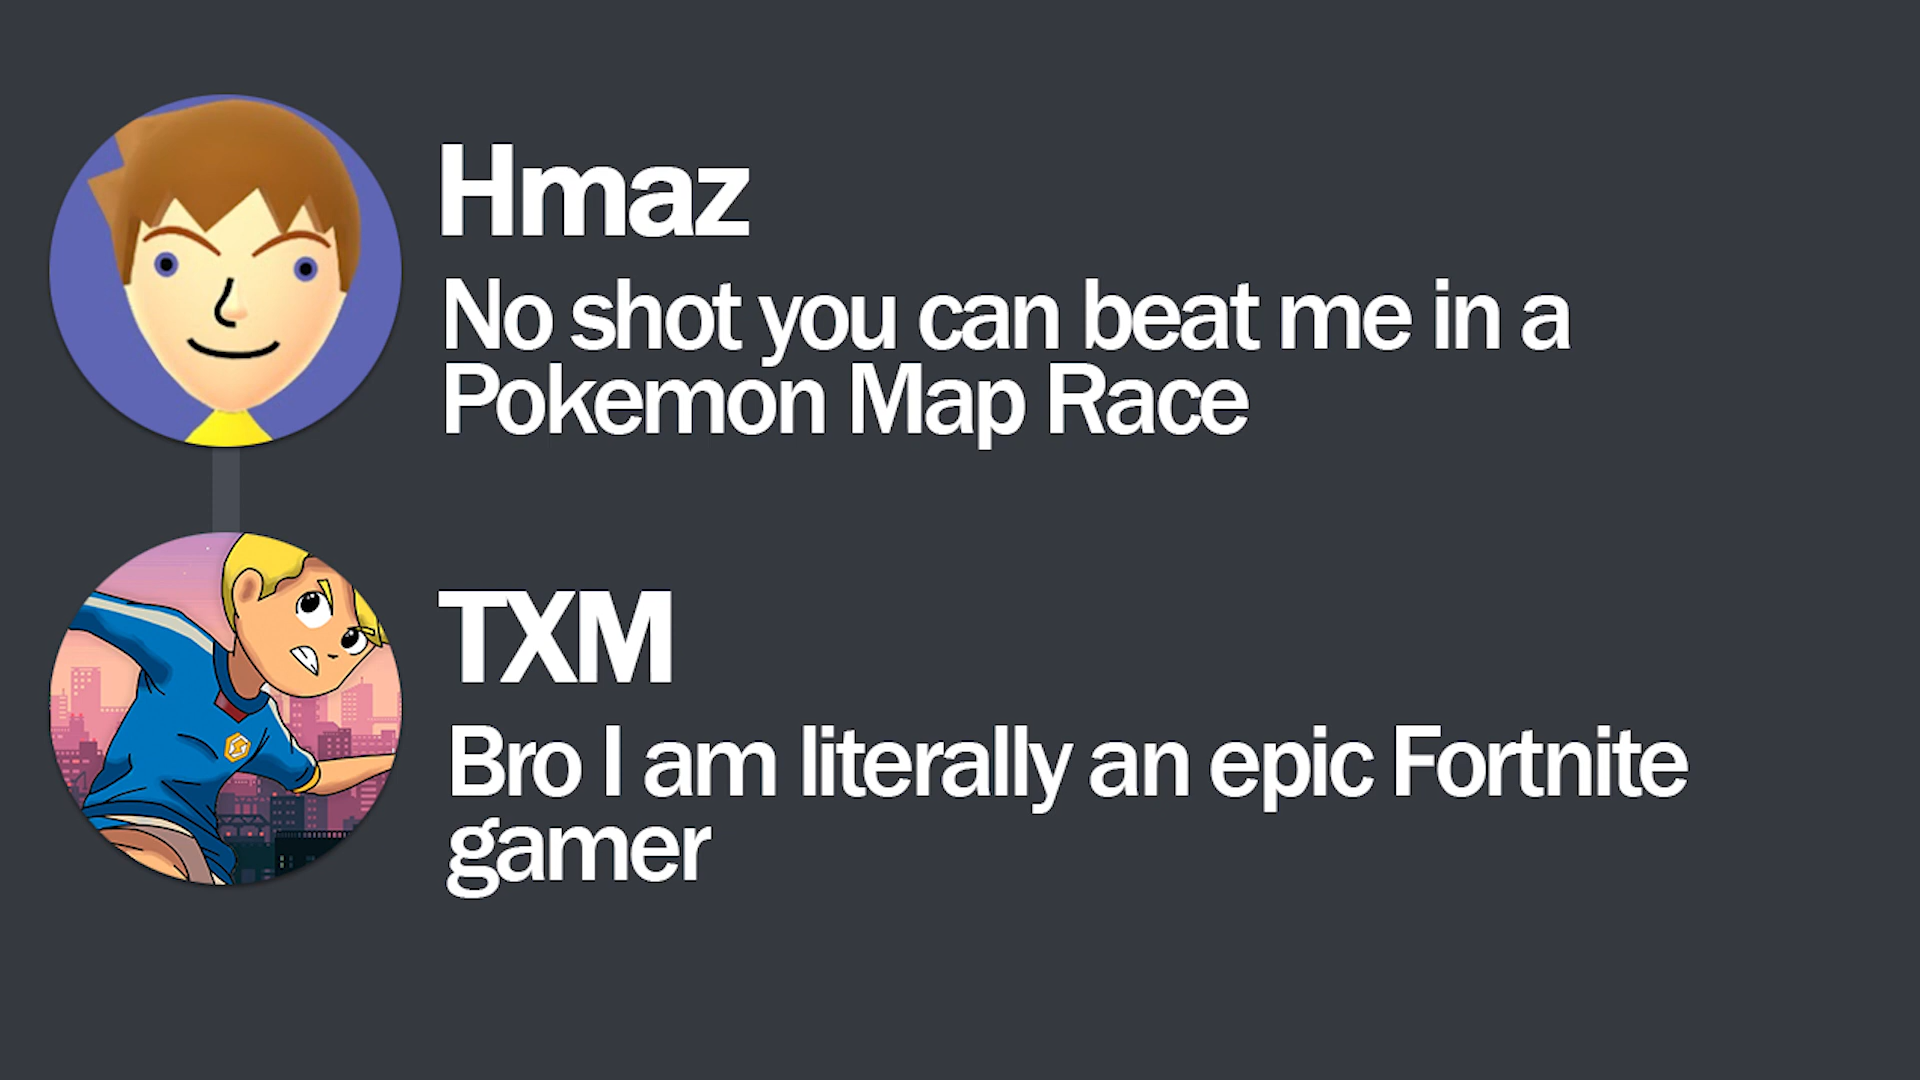 Hmaz
No shot you can beat me in a
Pokemon Map Race
TXM
Bro I am literally an epic Fortnite
gamer